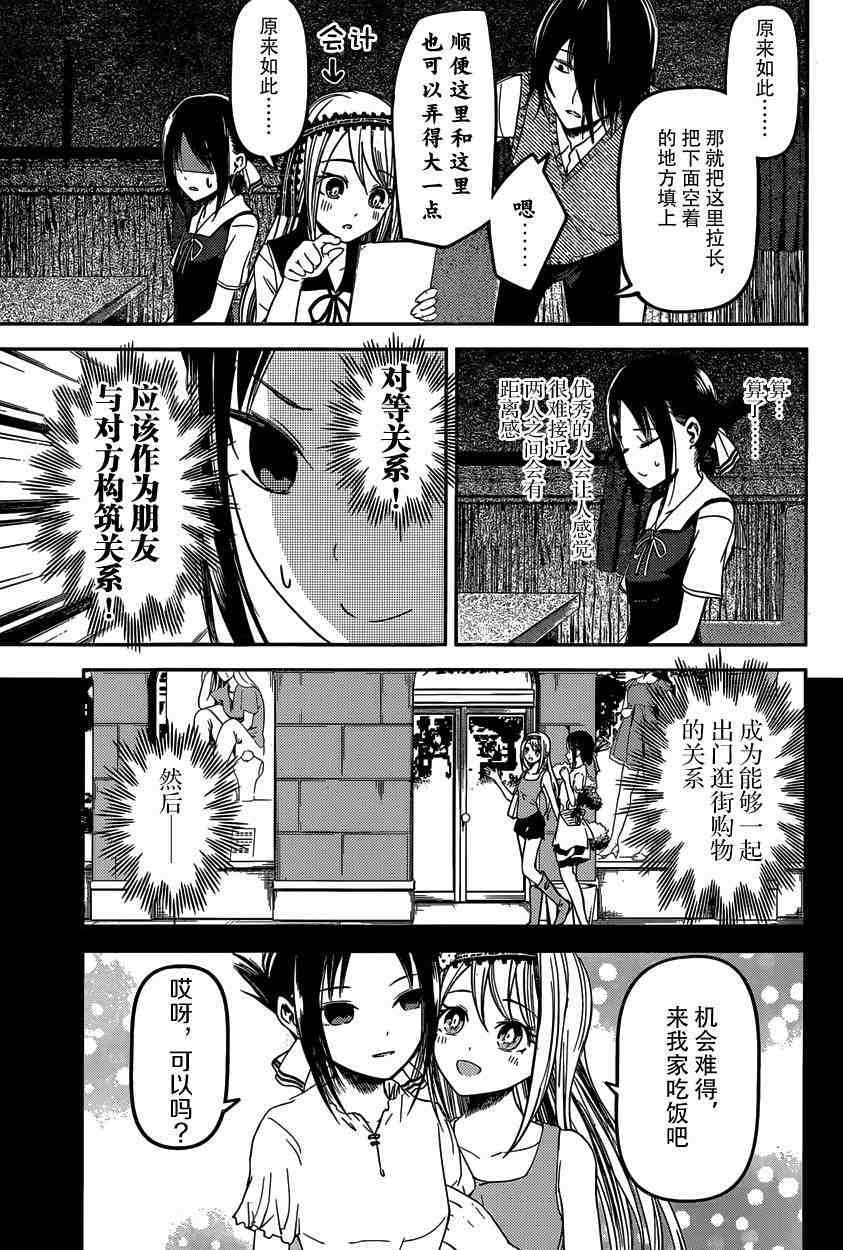 原来如此……
那就把这里拉长，
把下面空着
的地方填上
嗯……
顺便这里和这里
也可以弄得大一点
会计
↓
原来如此……
算…
算了……
优秀的人会让人感觉
很难接近，
两人之间会有
距离感
对等关系！
应该作为朋友
与对方构筑关系！
成为能够一起
出门逛街购物
的关系
然后——
机会难得，
来我家吃饭吧
哎呀，可以吗？